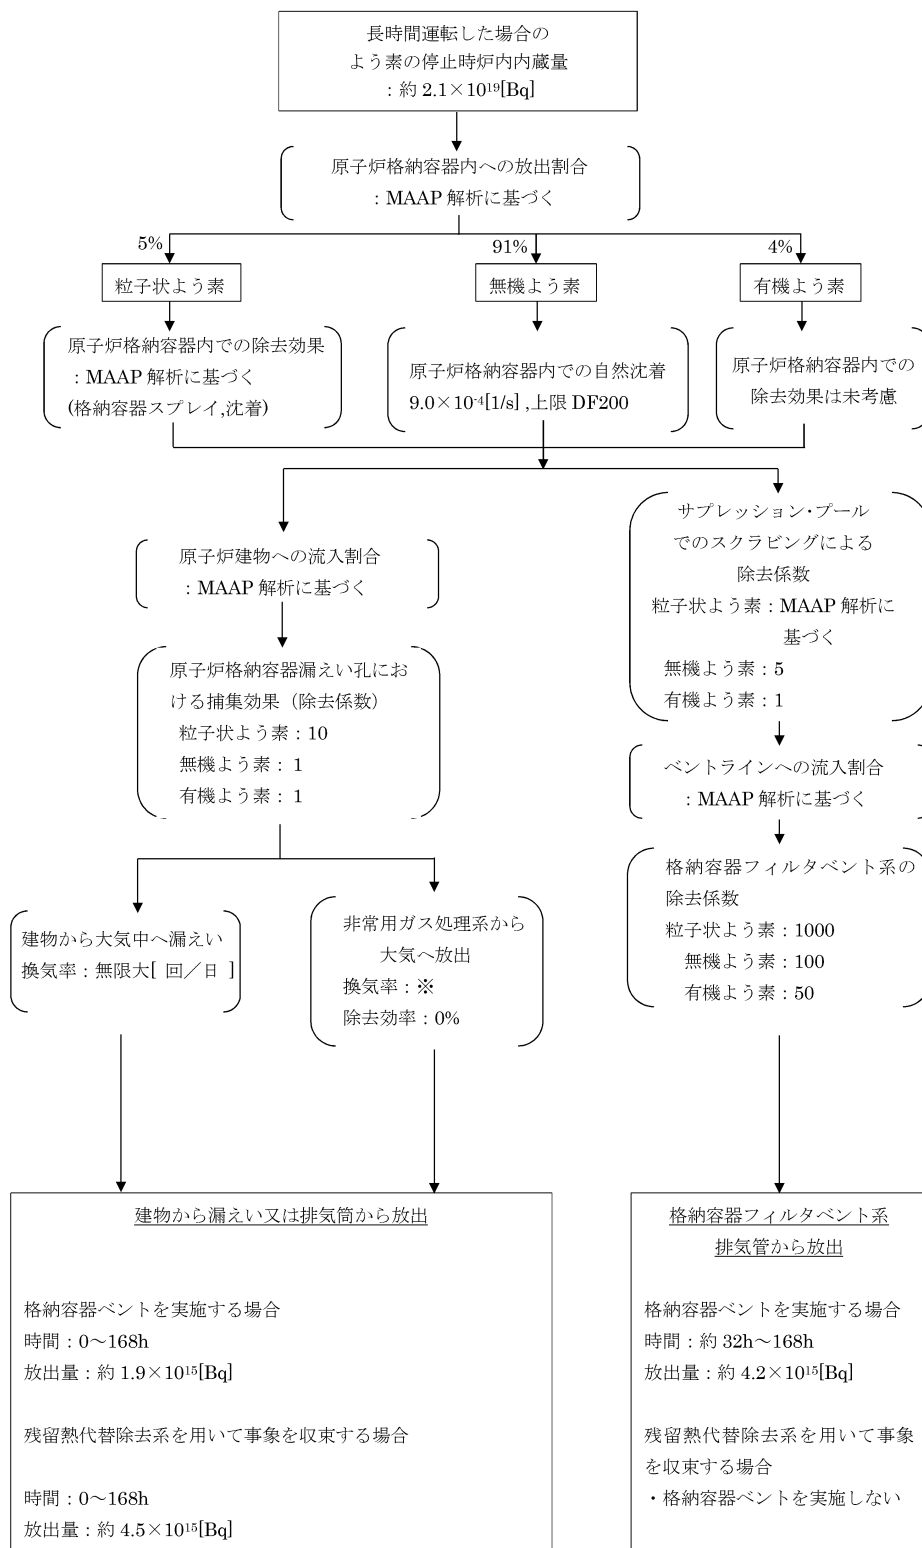 長時間運転した場合の
よう素の停止時炉内内蔵量
：約 2.1×10¹⁹[Bq]
原子炉格納容器内への放出割合
：MAAP 解析に基づく
5%
91%
4%
粒子状よう素
無機よう素
有機よう素
原子炉格納容器内での除去効果
：MAAP 解析に基づく
(格納容器スプレイ,沈着)
原子炉格納容器内での自然沈着
9.0×10⁻⁴[1/s] ,上限 DF200
原子炉格納容器内での
除去効果は未考慮
原子炉建物への流入割合
：MAAP 解析に基づく
原子炉格納容器漏えい孔にお
ける捕集効果（除去係数）
粒子状よう素：10
無機よう素： 1
有機よう素： 1
建物から大気中へ漏えい
換気率：無限大[ 回／日 ]
非常用ガス処理系から
大気へ放出
換気率：※
除去効率：0%
サプレッション・プール
でのスクラビングによる
除去係数
粒子状よう素：MAAP 解析に
基づく
無機よう素：5
有機よう素：1
ベントラインへの流入割合
：MAAP 解析に基づく
格納容器フィルタベント系の
除去係数
粒子状よう素：1000
無機よう素：100
有機よう素：50
建物から漏えい又は排気筒から放出
格納容器ベントを実施する場合
時間：0～168h
放出量：約 1.9×10¹⁵[Bq]
残留熱代替除去系を用いて事象を収束する場合
時間：0～168h
放出量：約 4.5×10¹⁵[Bq]
格納容器フィルタベント系
排気管から放出
格納容器ベントを実施する場合
時間：約 32h～168h
放出量：約 4.2×10¹⁵[Bq]
残留熱代替除去系を用いて事象
を収束する場合
・格納容器ベントを実施しない